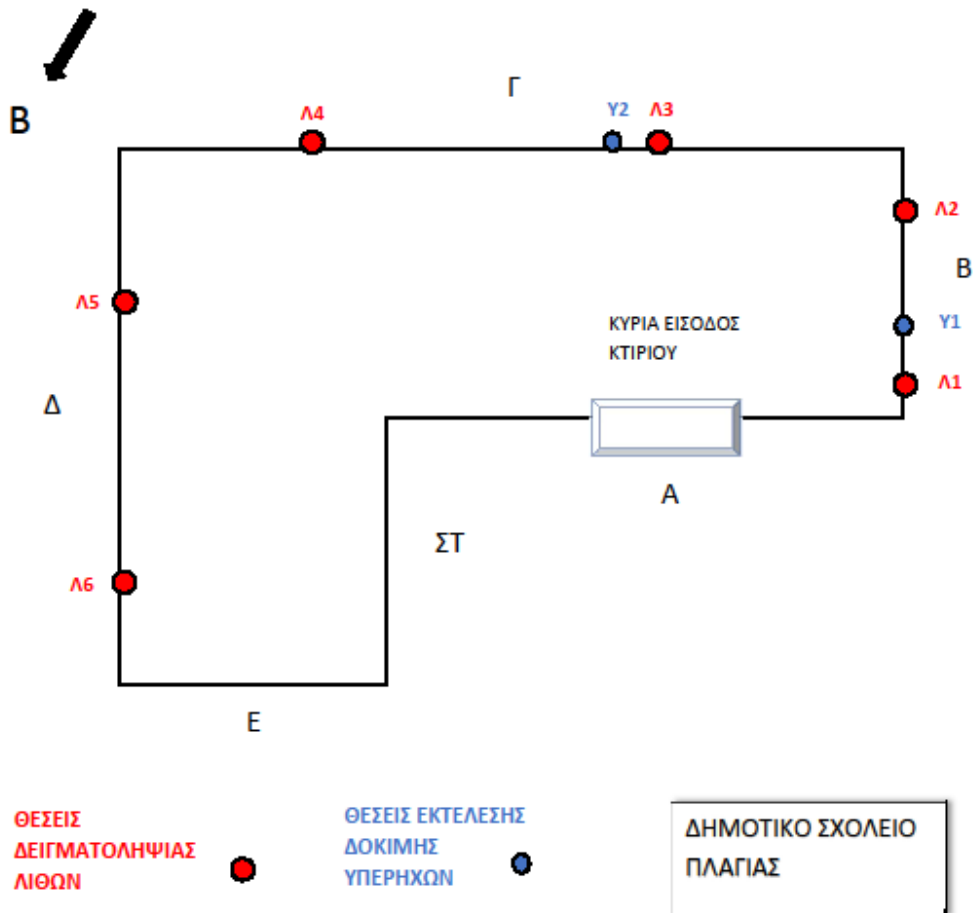 Β
Γ
Λ4
Υ2
Λ3
Λ2
Β
Υ1
Λ1
Λ5
ΚΥΡΙΑ ΕΙΣΟΔΟΣ
ΚΤΙΡΙΟΥ
Δ
Α
ΣΤ
Λ6
Ε
ΘΕΣΕΙΣ
ΔΕΙΓΜΑΤΟΛΗΨΙΑΣ
ΛΙΘΩΝ
ΘΕΣΕΙΣ ΕΚΤΕΛΕΣΗΣ
ΔΟΚΙΜΗΣ
ΥΠΕΡΗΧΩΝ
ΔΗΜΟΤΙΚΟ ΣΧΟΛΕΙΟ
ΠΛΑΓΙΑΣ